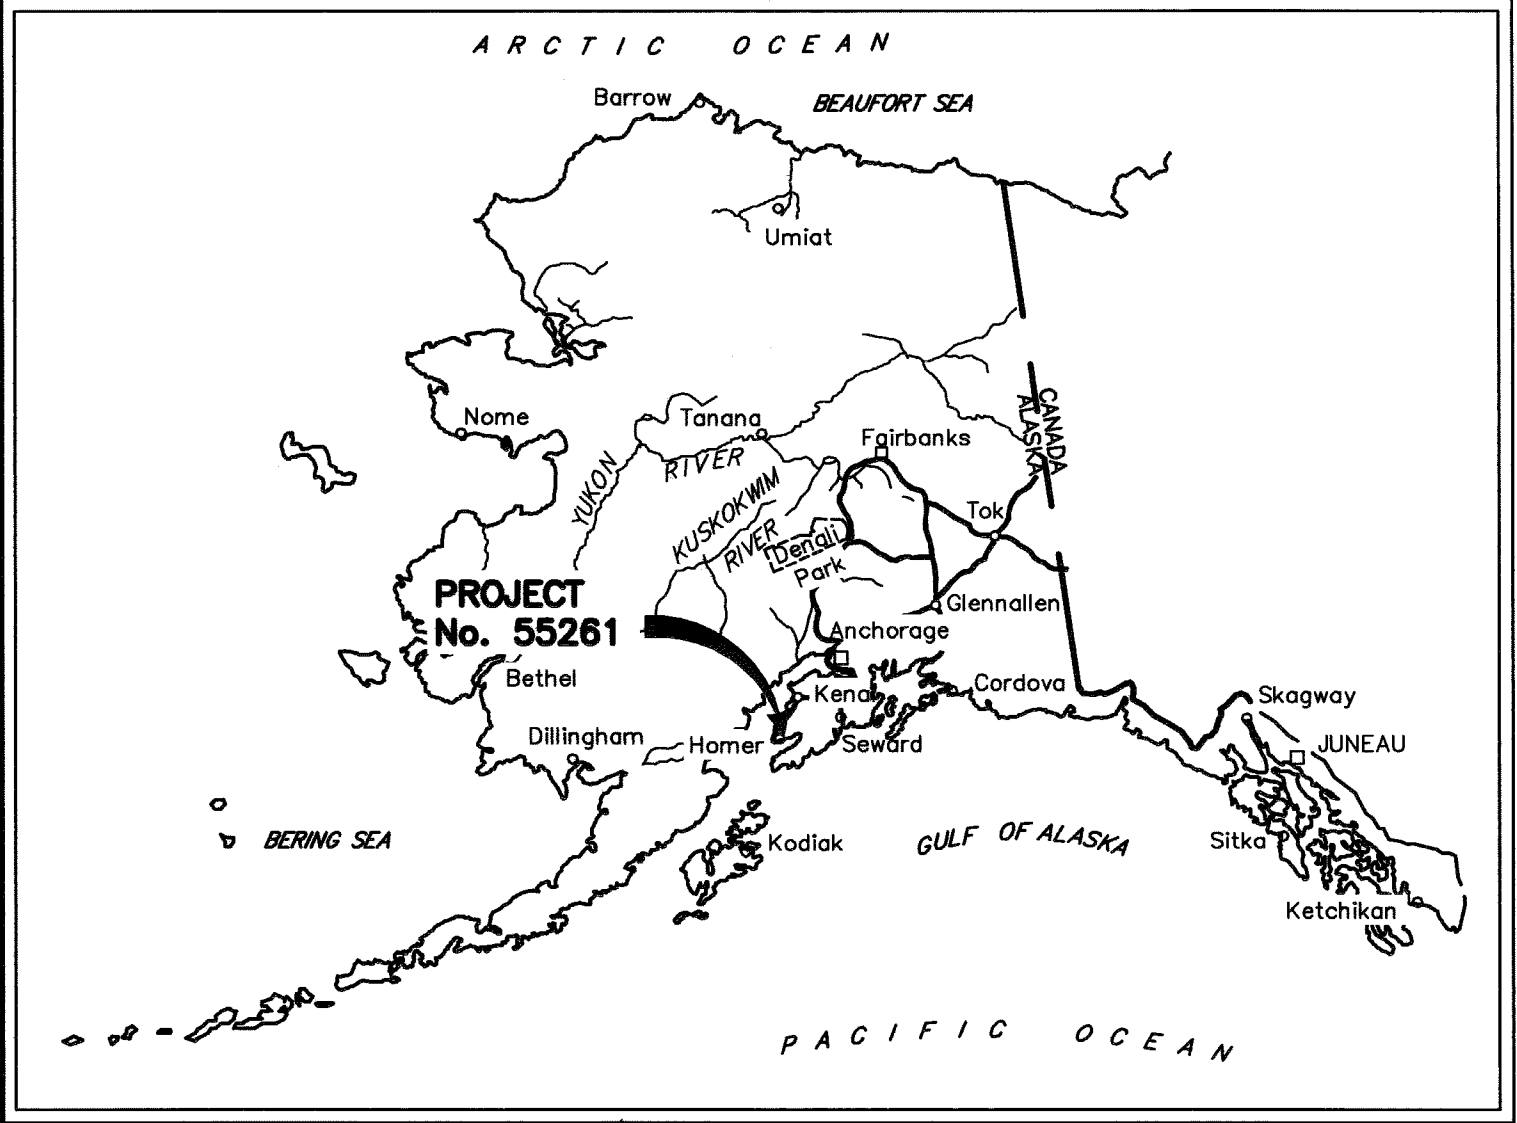 ARCTIC OCEAN
Barrow
BEAUFORT SEA
Umiat
CANADA
ALASKA
Nome
Tanana
Fairbanks
YUKON
RIVER
KUSKOKWIM
RIVER
Tok
Denali
Park
PROJECT
No. 55261
Glennallen
Anchorage
Bethel
Kenai
Cordova
Skagway
Dillingham
Homer
Seward
JUNEAU
BERING SEA
Kodiak
GULF OF ALASKA
Sitka
Ketchikan
PACIFIC OCEAN